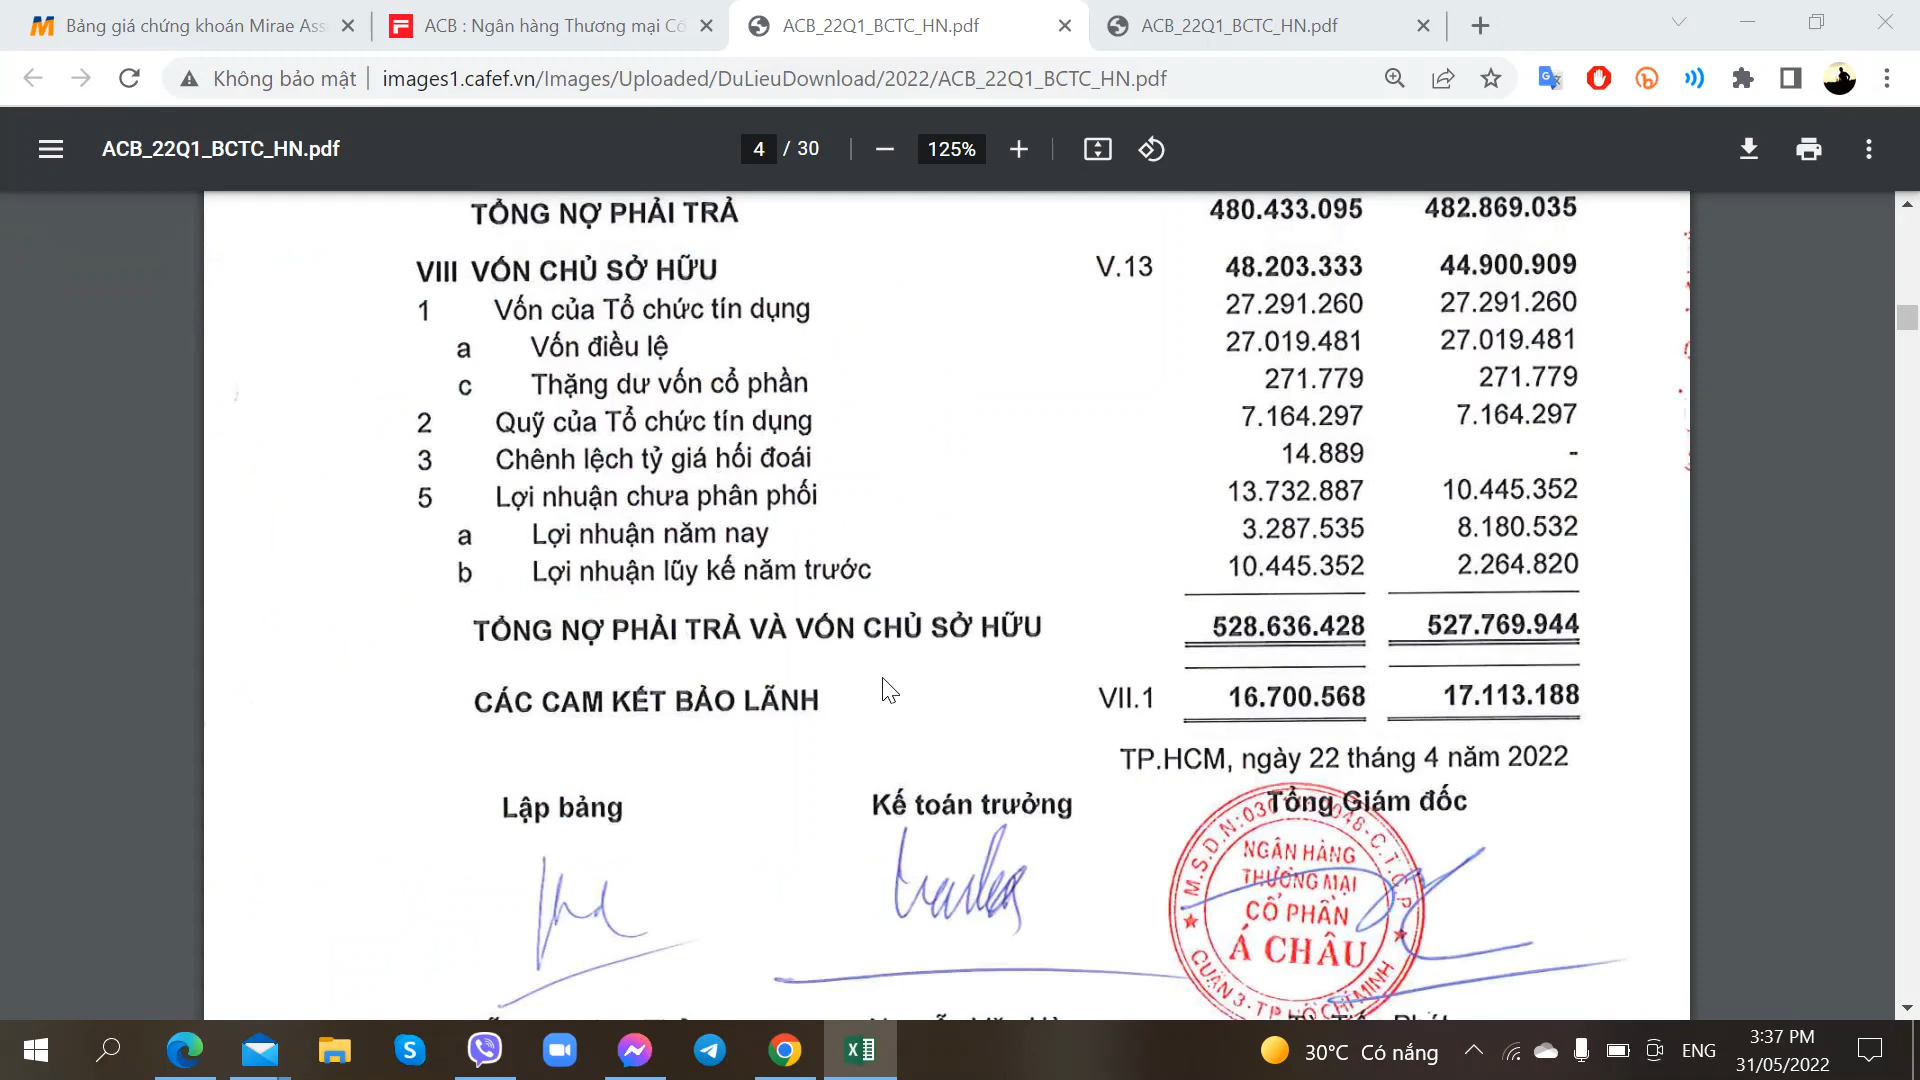 Bảng giá chứng khoán Mirae Ass
ACB : Ngân hàng Thương mại Cổ
ACB_22Q1_BCTC_HN.pdf
ACB_22Q1_BCTC_HN.pdf
Không bảo mật
images1.cafef.vn/Images/Uploaded/DuLieuDownload/2022/ACB_22Q1_BCTC_HN.pdf
ACB_22Q1_BCTC_HN.pdf
4 / 30
125%
TỔNG NỢ PHẢI TRẢ 480.433.095 482.869.035
VIII VỐN CHỦ SỞ HỮU V.13 48.203.333 44.900.909
1 Vốn của Tổ chức tín dụng 27.291.260 27.291.260
a Vốn điều lệ 27.019.481 27.019.481
c Thặng dư vốn cổ phần 271.779 271.779
2 Quỹ của Tổ chức tín dụng 7.164.297 7.164.297
3 Chênh lệch tỷ giá hối đoái 14.889 -
5 Lợi nhuận chưa phân phối 13.732.887 10.445.352
a Lợi nhuận năm nay 3.287.535 8.180.532
b Lợi nhuận lũy kế năm trước 10.445.352 2.264.820
TỔNG NỢ PHẢI TRẢ VÀ VỐN CHỦ SỞ HỮU 528.636.428 527.769.944
CÁC CAM KẾT BẢO LÃNH VII.1 16.700.568 17.113.188
TP.HCM, ngày 22 tháng 4 năm 2022
Lập bảng Kế toán trưởng Tổng Giám đốc
NGÂN HÀNG
THƯƠNG MẠI
CỔ PHẦN
Á CHÂU
QUẬN 3 - TP HỒ CHÍ MINH
30°C Có nắng
ENG
3:37 PM
31/05/2022